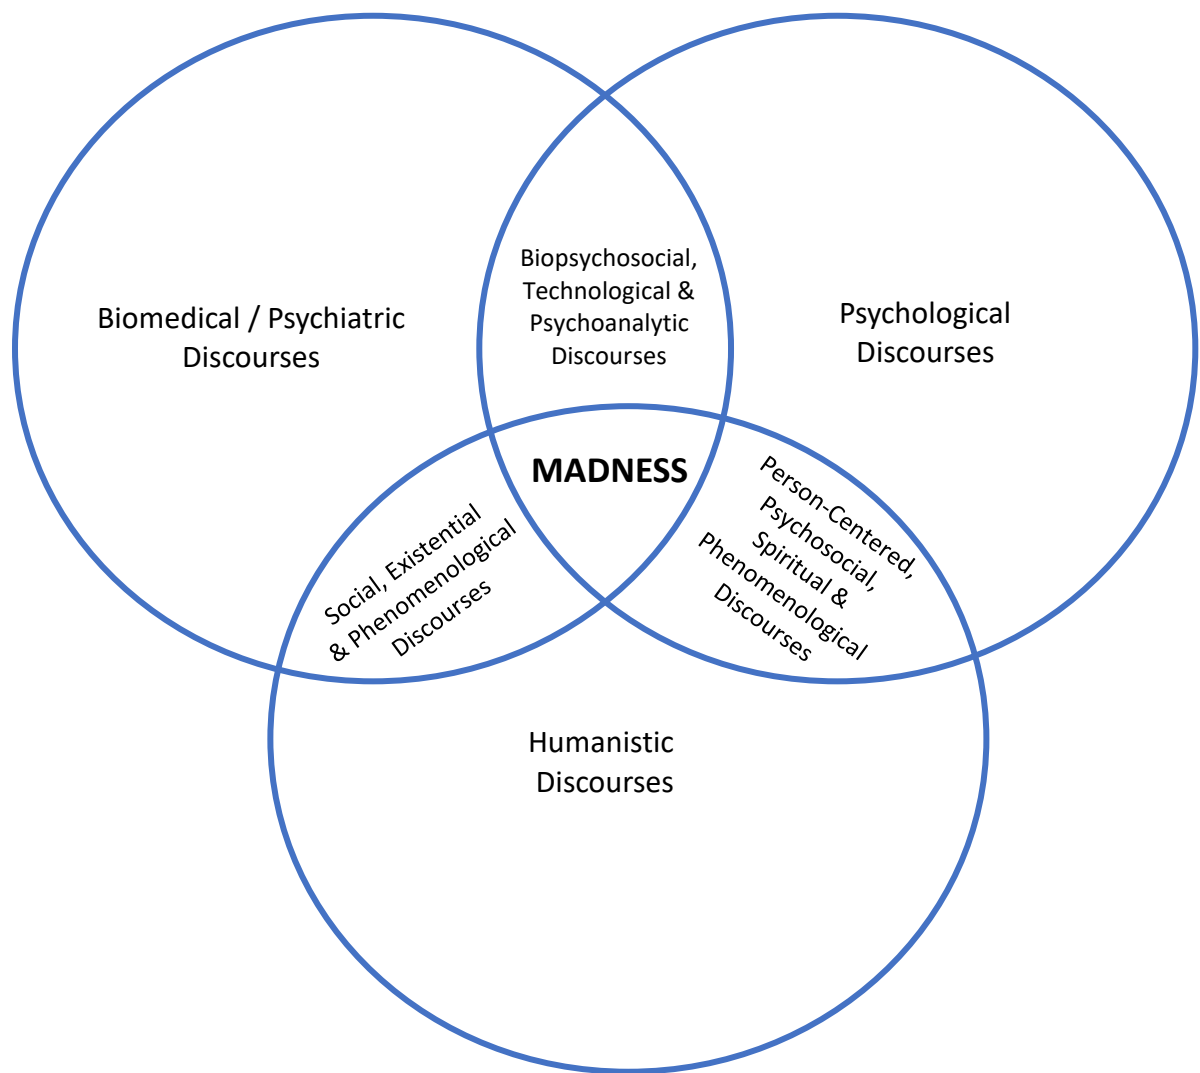 Biomedical / Psychiatric
Discourses
Biopsychosocial,
Technological &
Psychoanalytic
Discourses
Psychological
Discourses
MADNESS
Social, Existential
& Phenomenological
Discourses
Person-Centered,
Psychosocial,
Spiritual &
Phenomenological
Discourses
Humanistic
Discourses